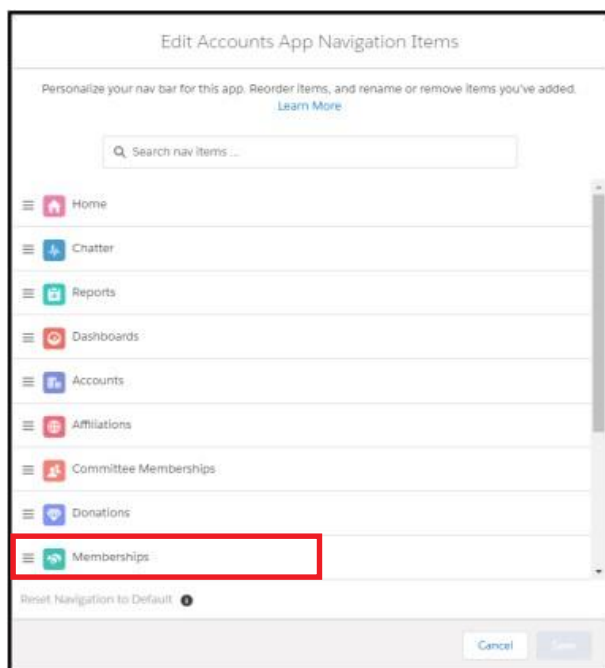 Edit Accounts App Navigation Items
Personalize your nav bar for this app. Reorder items, and rename or remove items you've added.
Learn More
Search nav items ...
Home
Chatter
Reports
Dashboards
Accounts
Affiliations
Committee Memberships
Donations
Memberships
Reset Navigation to Default
Cancel
Save